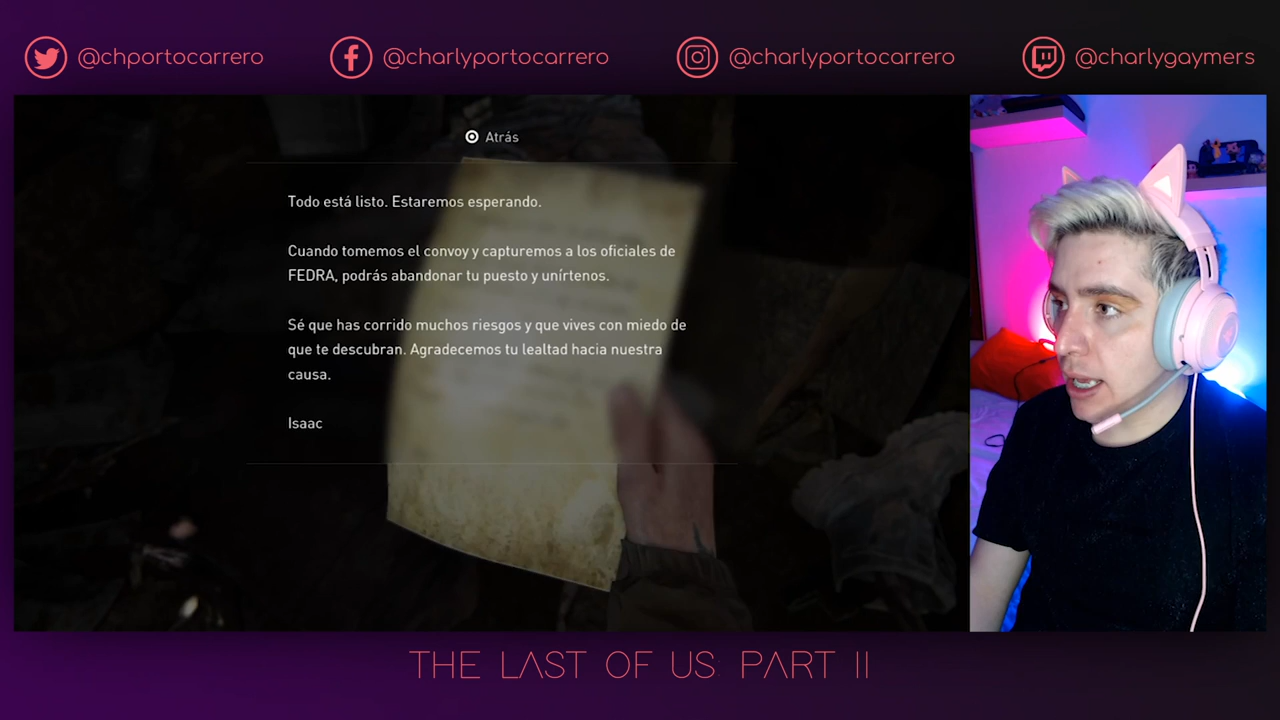 @chportocarrero
@charlyportocarrero
@charlyportocarrero
@charlygaymers
Atrás
Todo está listo. Estaremos esperando.
Cuando tomemos el convoy y capturemos a los oficiales de
FEDRA, podrás abandonar tu puesto y unírtenos.
Sé que has corrido muchos riesgos y que vives con miedo de
que te descubran. Agradecemos tu lealtad hacia nuestra
causa.
Isaac
THE LAST OF US: PART II